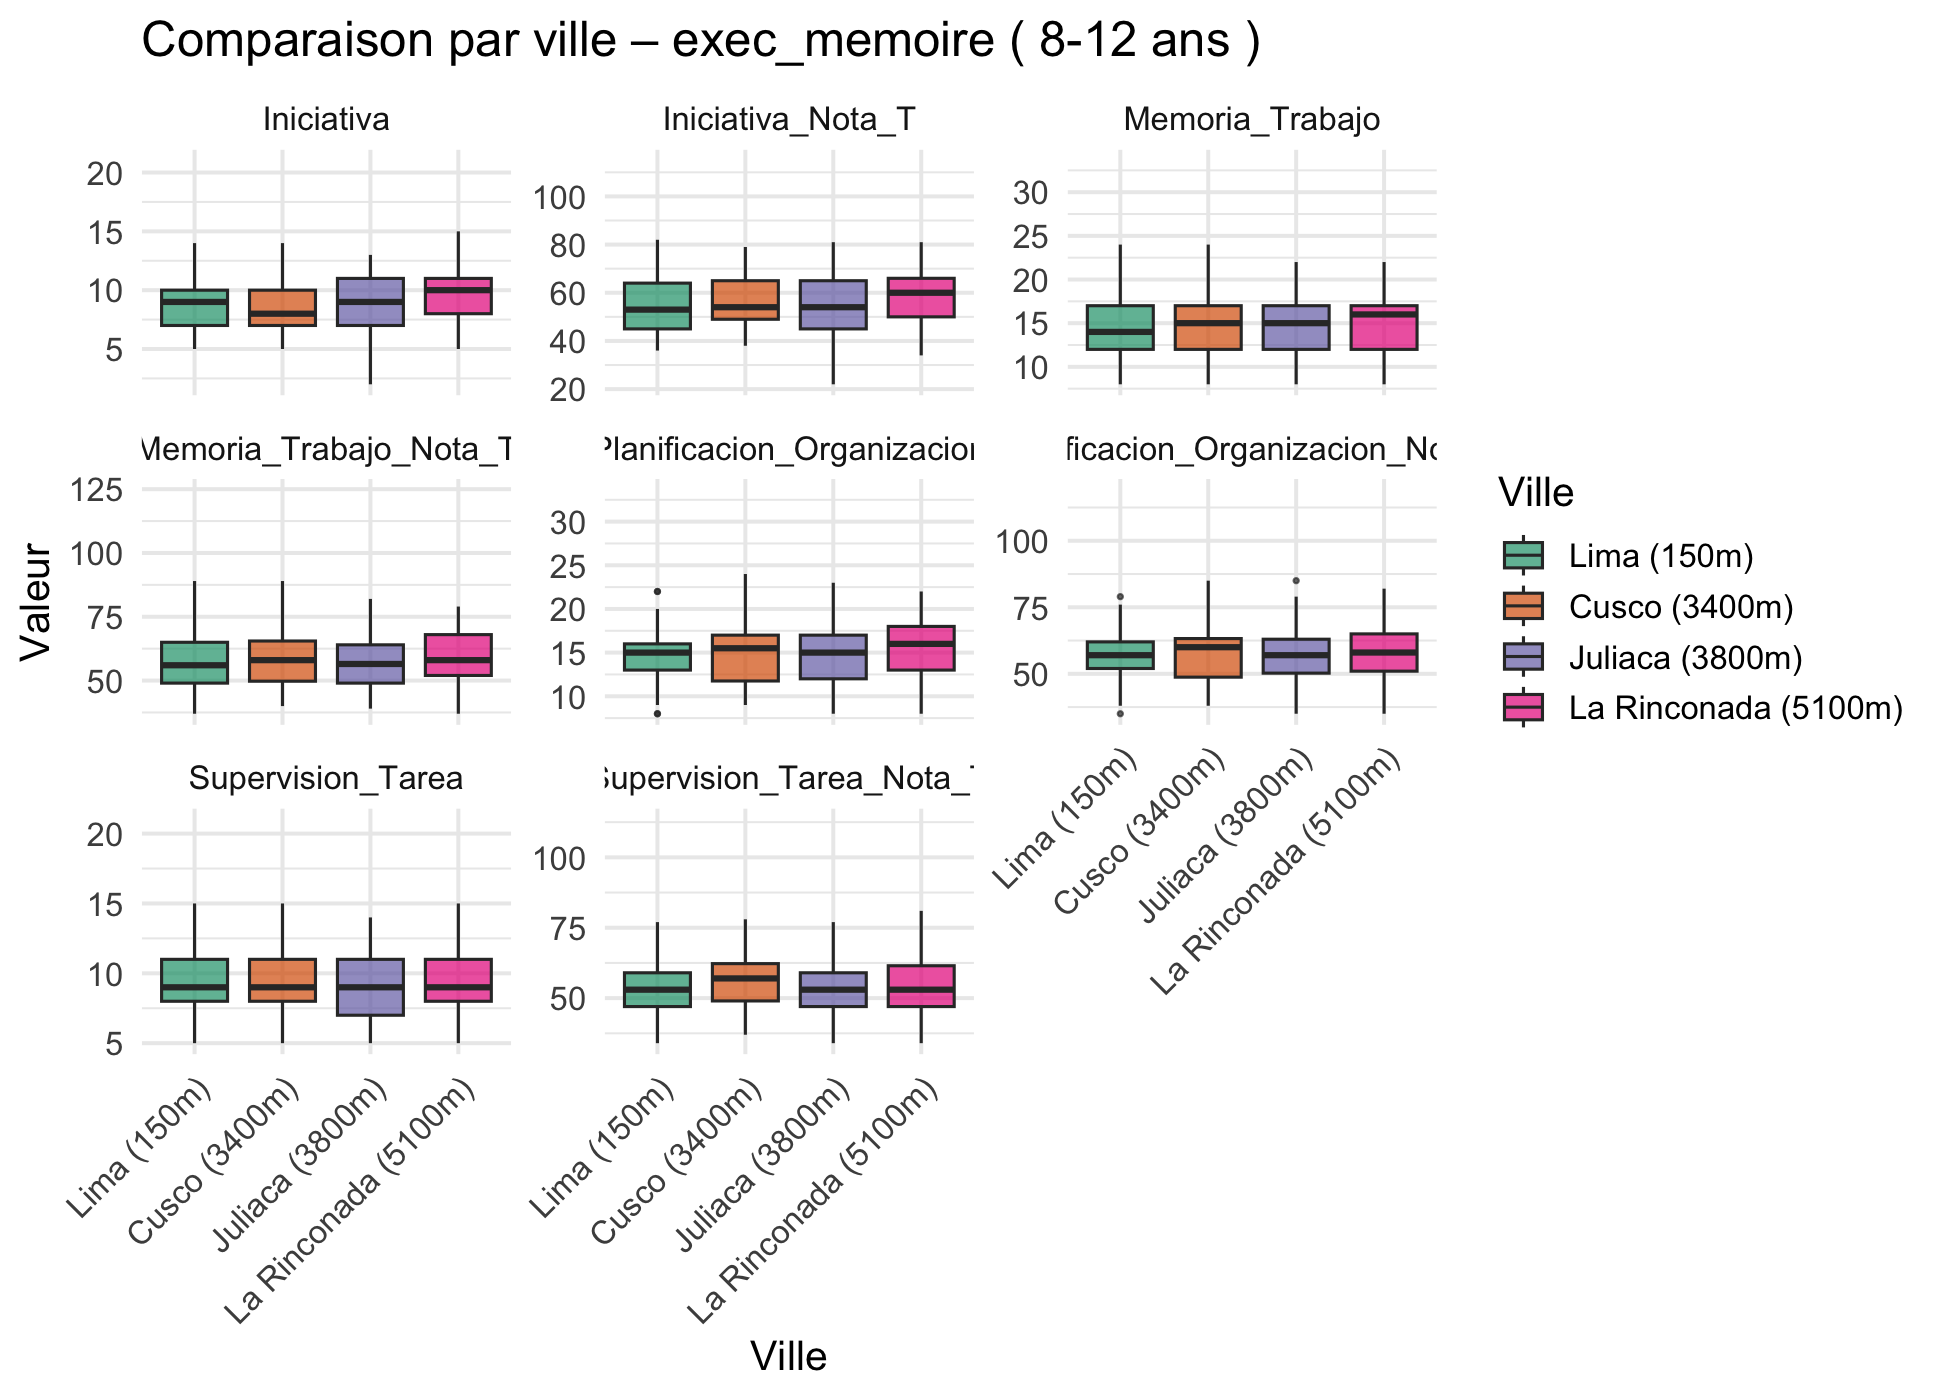 Comparaison par ville – exec_memoire ( 8-12 ans )
Iniciativa
Iniciativa_Nota_T
Memoria_Trabajo
20
15
10
5
100
80
60
40
20
30
25
20
15
10
Memoria_Trabajo_Nota_T
Planificacion_Organizacion
ficacion_Organizacion_No
125
100
75
50
30
25
20
15
10
100
75
50
Valeur
Supervision_Tarea
Supervision_Tarea_Nota_T
20
15
10
5
100
75
50
Lima (150m)
Cusco (3400m)
Juliaca (3800m)
La Rinconada (5100m)
Lima (150m)
Cusco (3400m)
Juliaca (3800m)
La Rinconada (5100m)
Lima (150m)
Cusco (3400m)
Juliaca (3800m)
La Rinconada (5100m)
Ville
Ville
Lima (150m)
Cusco (3400m)
Juliaca (3800m)
La Rinconada (5100m)